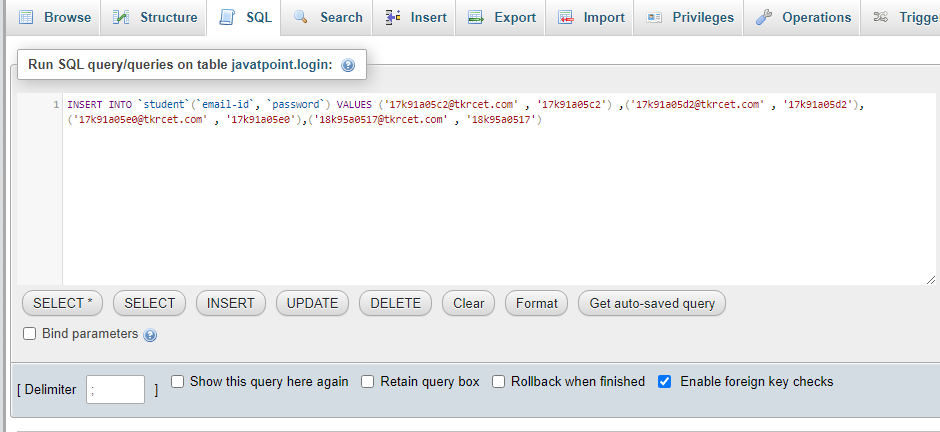 Browse Structure SQL Search Insert Export Import Privileges Operations Trigge
Run SQL query/queries on table javatpoint.login:
1 INSERT INTO `student`(`email-id`, `password`) VALUES ('17k91a05c2@tkrcet.com' , '17k91a05c2') ,('17k91a05d2@tkrcet.com' , '17k91a05d2'),
('17k91a05e0@tkrcet.com' , '17k91a05e0'),('18k95a0517@tkrcet.com' , '18k95a0517')
SELECT * SELECT INSERT UPDATE DELETE Clear Format Get auto-saved query
Bind parameters
[ Delimiter ; ] Show this query here again Retain query box Rollback when finished Enable foreign key checks